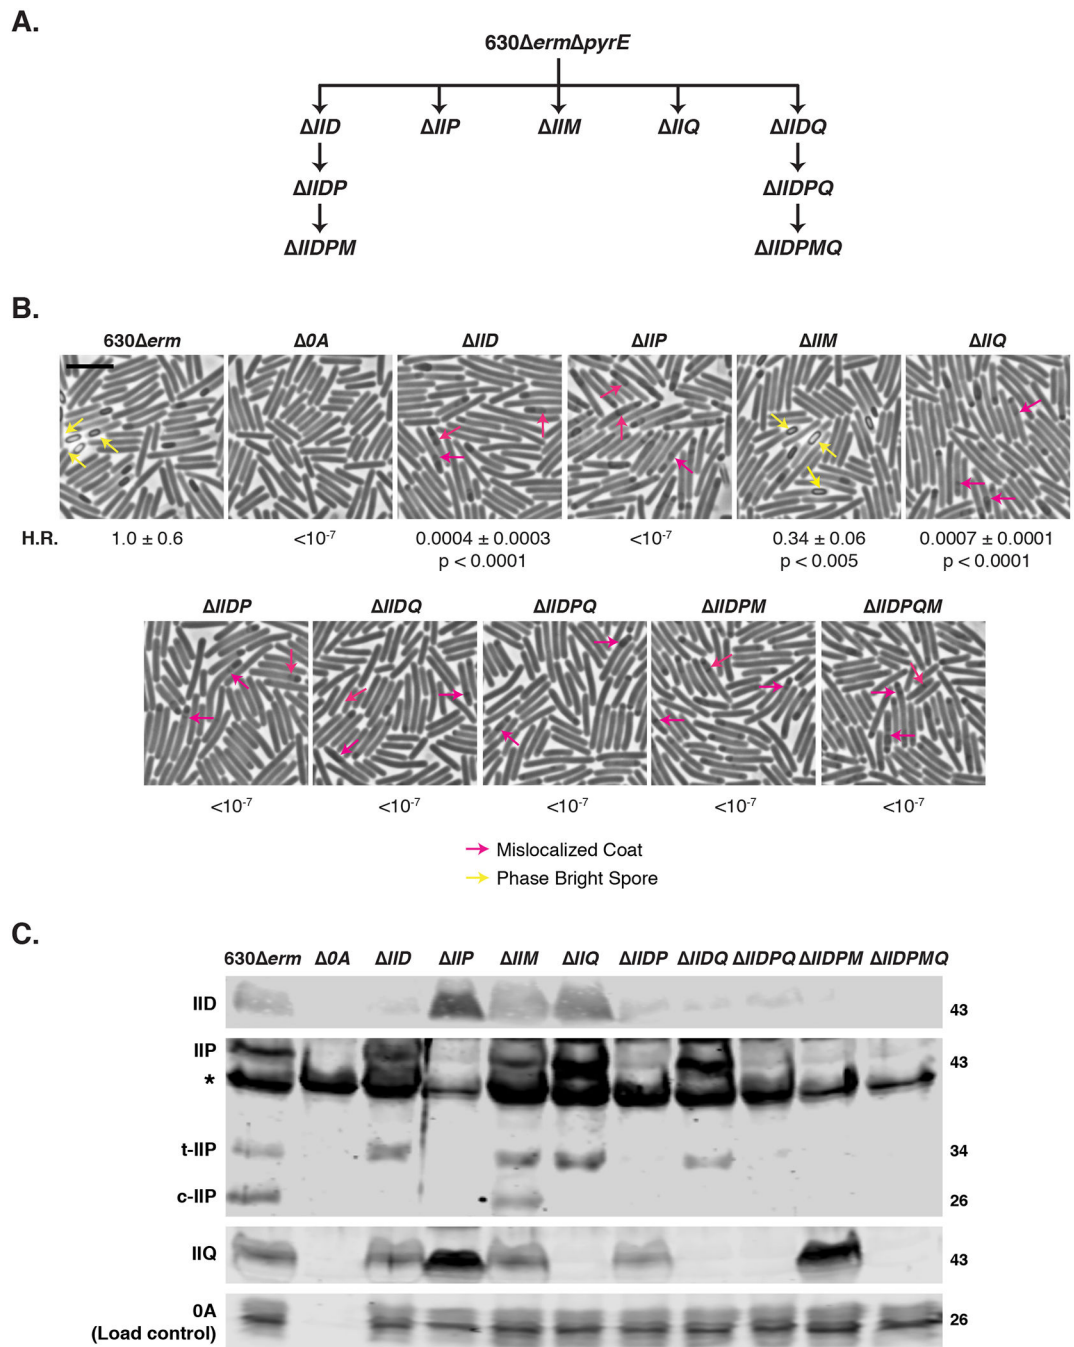 A.
630ΔermΔpyrE
ΔIID ΔIIP ΔIIM ΔIIQ ΔIIDQ
ΔIIDP ΔIIDPQ
ΔIIDPM ΔIIDPMQ
B.
630Δerm Δ0A ΔIID ΔIIP ΔIIM ΔIIQ
H.R. 1.0 ± 0.6 <10⁻⁷ 0.0004 ± 0.0003 <10⁻⁷ 0.34 ± 0.06 0.0007 ± 0.0001
p < 0.0001 p < 0.005 p < 0.0001
ΔIIDP ΔIIDQ ΔIIDPQ ΔIIDPM ΔIIDPQM
<10⁻⁷ <10⁻⁷ <10⁻⁷ <10⁻⁷ <10⁻⁷
Mislocalized Coat
Phase Bright Spore
C.
630Δerm Δ0A ΔIID ΔIIP ΔIIM ΔIIQ ΔIIDP ΔIIDQ ΔIIDPQ ΔIIDPM ΔIIDPMQ
IID 43
IIP 43
*
t-IIP 34
c-IIP 26
IIQ 43
0A 26
(Load control)